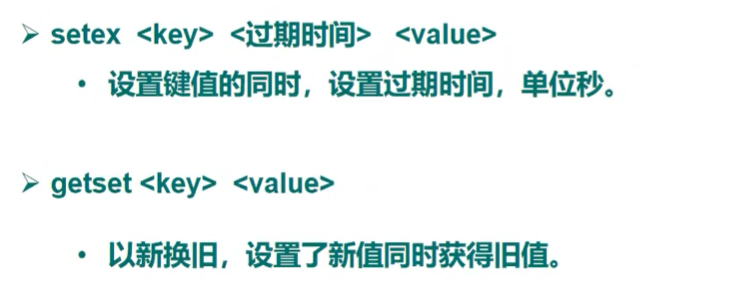 ➢ setex <key> <过期时间> <value>
• 设置键值的同时，设置过期时间，单位秒。
➢ getset <key> <value>
• 以新换旧，设置了新值同时获得旧值。